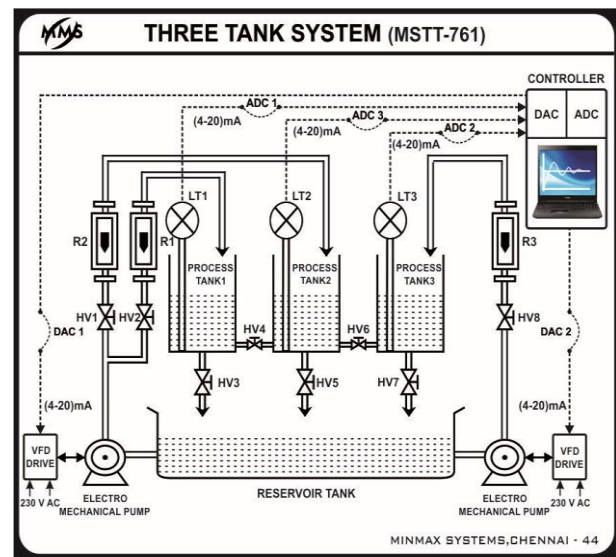 MMS
THREE TANK SYSTEM (MSTT-761)
CONTROLLER
DAC
ADC
ADC 1
ADC 3
ADC 2
(4-20)mA
(4-20)mA
(4-20)mA
LT1
LT2
LT3
R2
R1
R3
PROCESS
TANK1
PROCESS
TANK2
PROCESS
TANK3
HV1
HV2
HV4
HV6
HV8
DAC 1
DAC 2
HV3
HV5
HV7
(4-20)mA
(4-20)mA
VFD
DRIVE
VFD
DRIVE
RESERVOIR TANK
230 V AC
ELECTRO
MECHANICAL PUMP
ELECTRO
MECHANICAL PUMP
230 V AC
MINMAX SYSTEMS,CHENNAI - 44